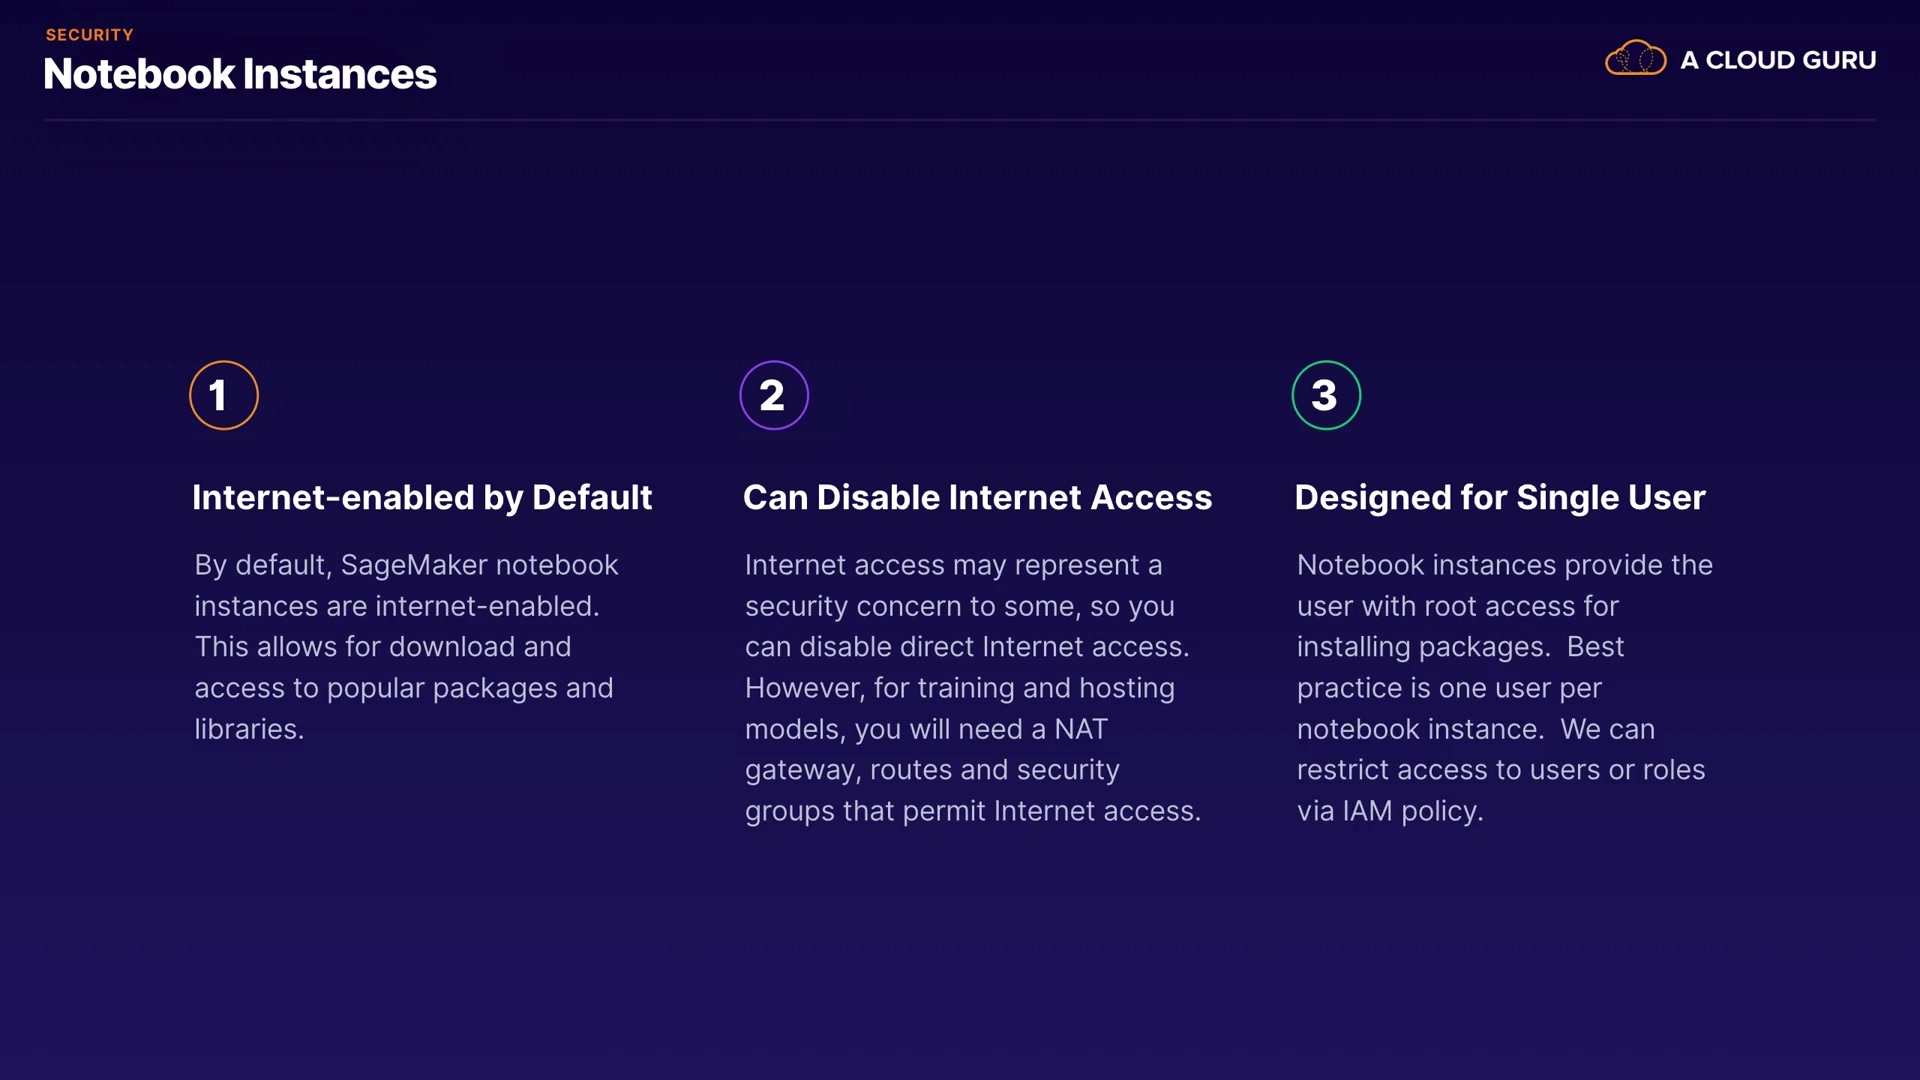 SECURITY
Notebook Instances
A CLOUD GURU
1
Internet-enabled by Default
By default, SageMaker notebook
instances are internet-enabled.
This allows for download and
access to popular packages and
libraries.
2
Can Disable Internet Access
Internet access may represent a
security concern to some, so you
can disable direct Internet access.
However, for training and hosting
models, you will need a NAT
gateway, routes and security
groups that permit Internet access.
3
Designed for Single User
Notebook instances provide the
user with root access for
installing packages.  Best
practice is one user per
notebook instance.  We can
restrict access to users or roles
via IAM policy.